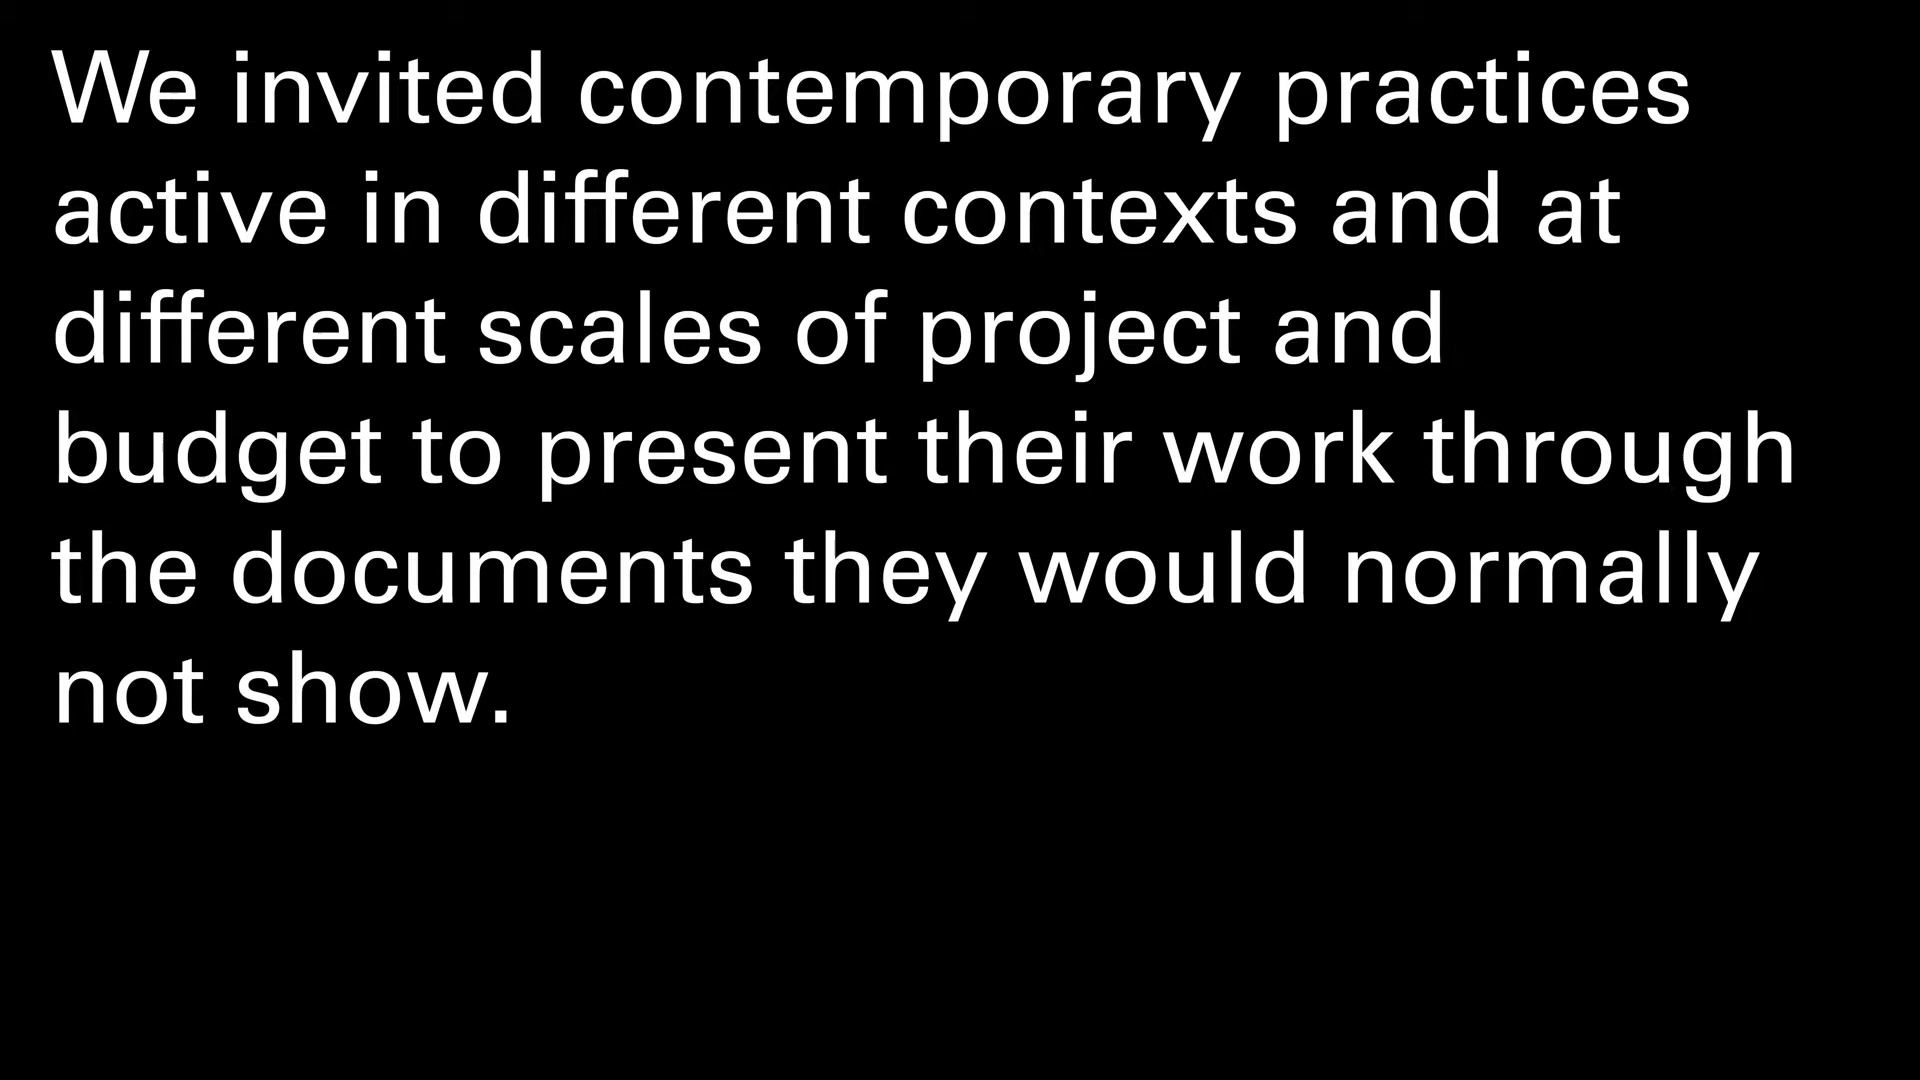 We invited contemporary practices
active in different contexts and at
different scales of project and
budget to present their work through
the documents they would normally
not show.